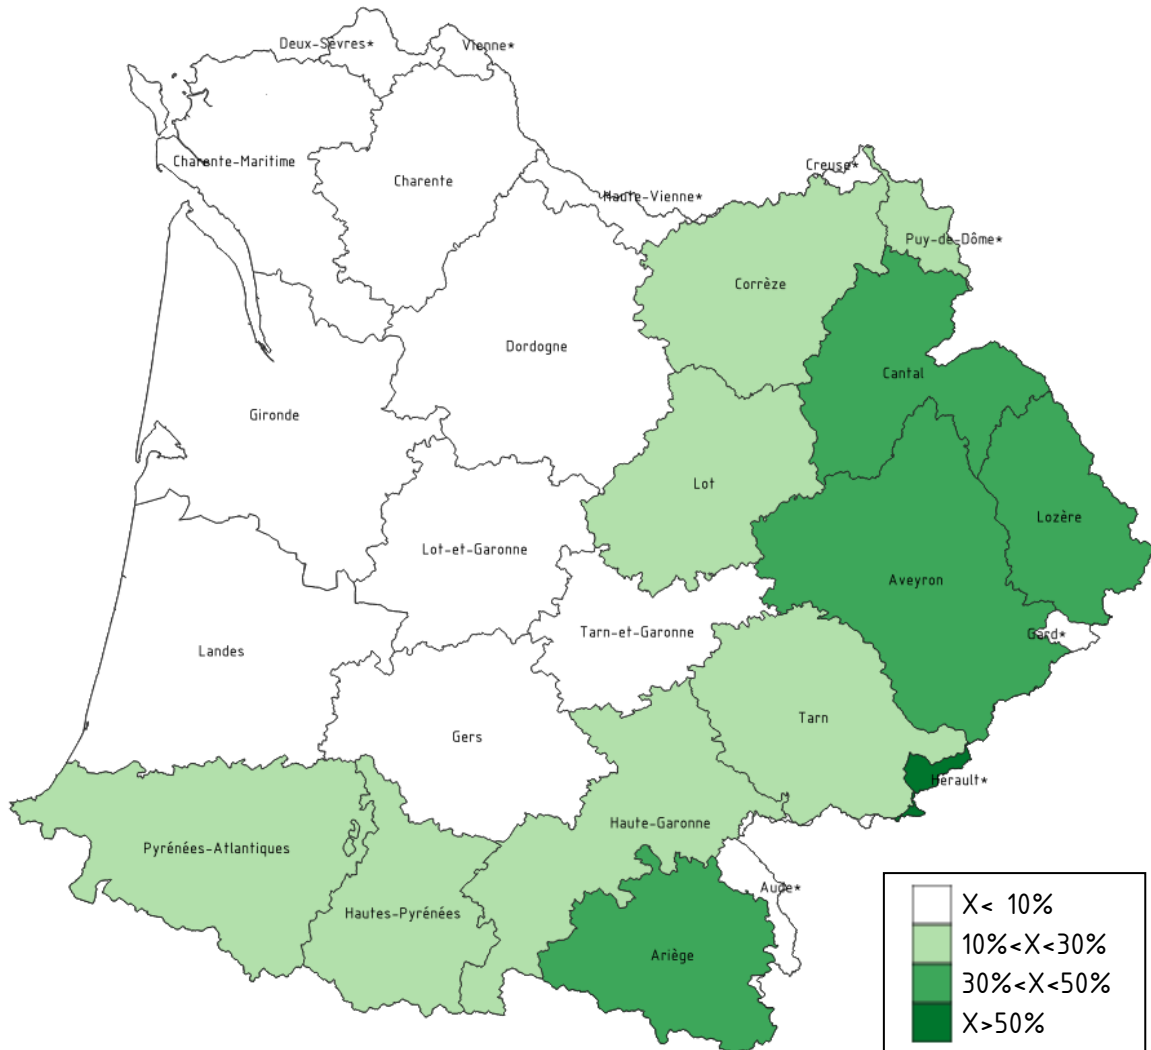 Deux-Sèvres*
Vienne*
Charente-Maritime
Charente
Creuse*
Haute-Vienne*
Puy-de-Dôme*
Corrèze
Dordogne
Cantal
Gironde
Lot
Lozère
Lot-et-Garonne
Aveyron
Tarn-et-Garonne
Gard*
Landes
Tarn
Gers
Hérault*
Haute-Garonne
Pyrénées-Atlantiques
Aude*
Hautes-Pyrénées
Ariège
X< 10%
10%<X<30%
30%<X<50%
X>50%